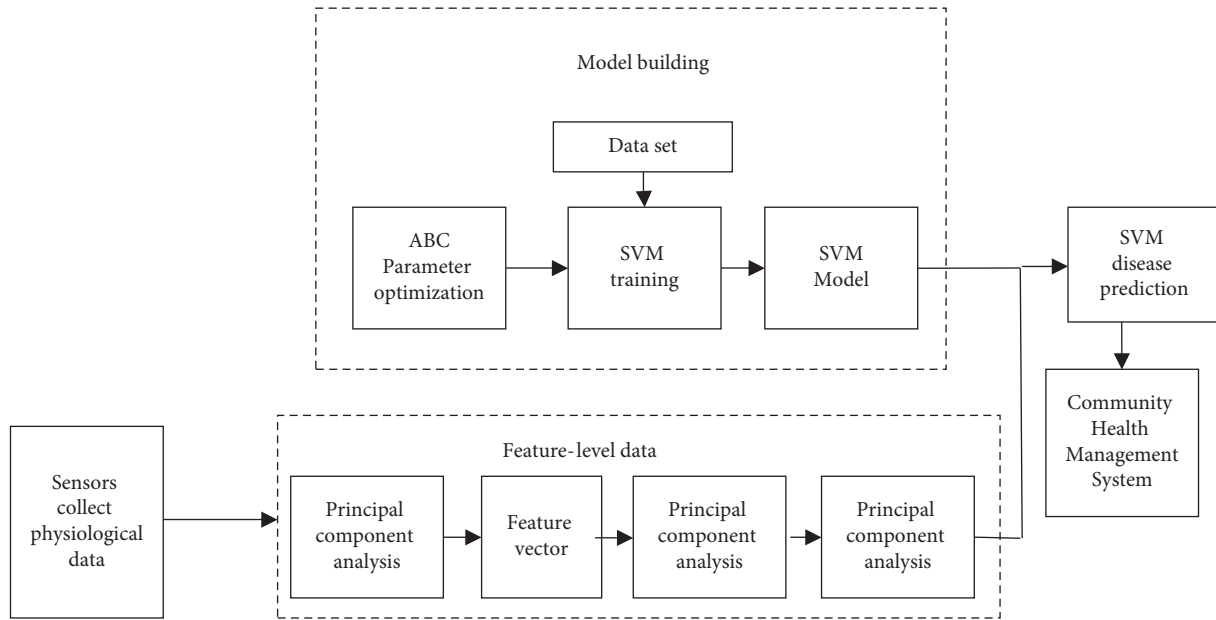 Model building
Data set
ABC
Parameter
optimization
SVM
training
SVM
Model
SVM
disease
prediction
Community
Health
Management
System
Sensors
collect
physiological
data
Feature-level data
Principal
component
analysis
Feature
vector
Principal
component
analysis
Principal
component
analysis